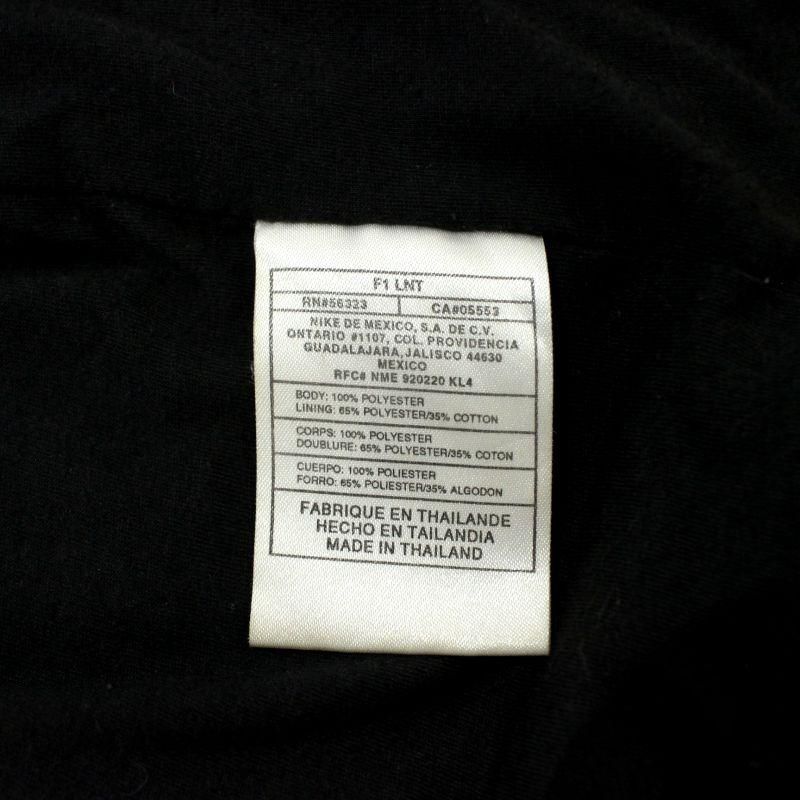 F1 LNT
RN#56323 CA#05553
NIKE DE MEXICO, S.A. DE C.V.
ONTARIO #1107, COL. PROVIDENCIA
GUADALAJARA, JALISCO 44630
MEXICO
RFC# NME 920220 KL4
BODY: 100% POLYESTER
LINING: 65% POLYESTER/35% COTTON
CORPS: 100% POLYESTER
DOUBLURE: 65% POLYESTER/35% COTON
CUERPO: 100% POLIESTER
FORRO: 65% POLIESTER/35% ALGODON
FABRIQUE EN THAILANDE
HECHO EN TAILANDIA
MADE IN THAILAND